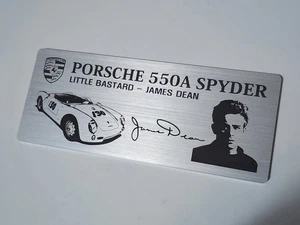 PORSCHE 550A SPYDER
LITTLE BASTARD - JAMES DEAN
James Dean